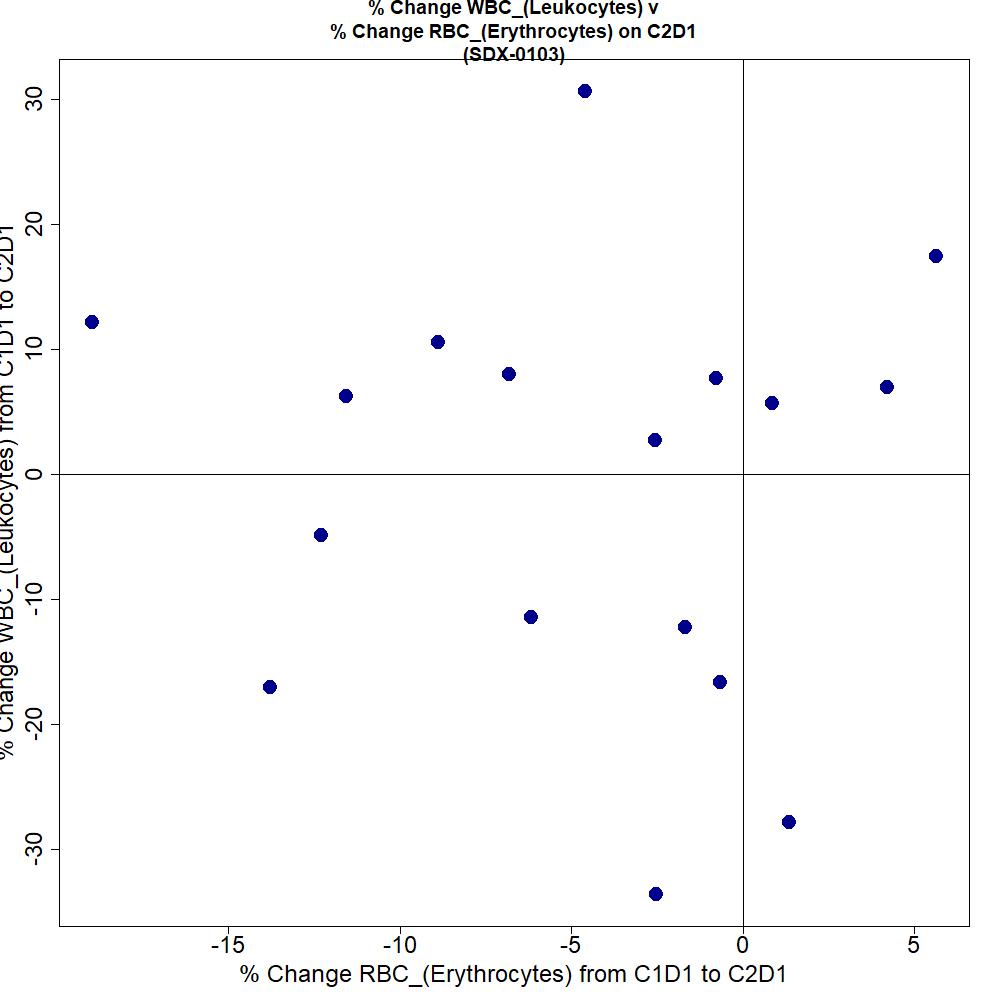 % Change WBC_(Leukocytes) v
% Change RBC_(Erythrocytes) on C2D1
(SDX-0103)
% Change WBC_(Leukocytes) from C1D1 to C2D1
30
20
10
0
-10
-20
-30
-15
-10
-5
0
5
% Change RBC_(Erythrocytes) from C1D1 to C2D1